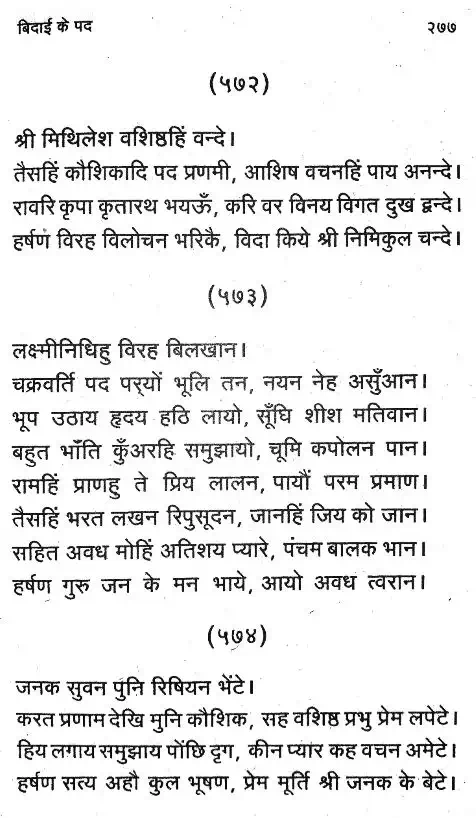 बिदाई के पद
२७७
(५७२)
श्री मिथिलेश वशिष्ठहिं वन्दे।
तैसहिं कौशिकादि पद प्रणमी, आशिष वचनहिं पाय अनन्दे।
रावरि कृपा कृतारथ भयऊँ, करि वर विनय विगत दुख द्वन्दे।
हर्षण विरह विलोचन भरिकै, विदा किये श्री निमिकुल चन्दे।
(५७३)
लक्ष्मीनिधिहु विरह बिलखान।
चक्रवर्ति पद पर्‌यों भूलि तन, नयन नेह असुँआन।
भूप उठाय हृदय हठि लायो, सूँघि शीश मतिवान।
बहुत भाँति कुँअरहि समुझायो, चूमि कपोलन पान।
रामहिं प्राणहु ते प्रिय लालन, पायौं परम प्रमाण।
तैसहिं भरत लखन रिपुसूदन, जानहिं जिय को जान।
सहित अवध मोहिं अतिशय प्यारे, पंचम बालक भान।
हर्षण गुरु जन के मन भाये, आयो अवध त्वरान।
(५७४)
जनक सुवन पुनि रिषियन भेंटे।
करत प्रणाम देखि मुनि कौशिक, सह वशिष्ठ प्रभु प्रेम लपेटे।
हिय लगाय समुझाय पोंछि दृग, कीन प्यार कह वचन अमेटे।
हर्षण सत्य अहौ कुल भूषण, प्रेम मूर्ति श्री जनक के बेटे।